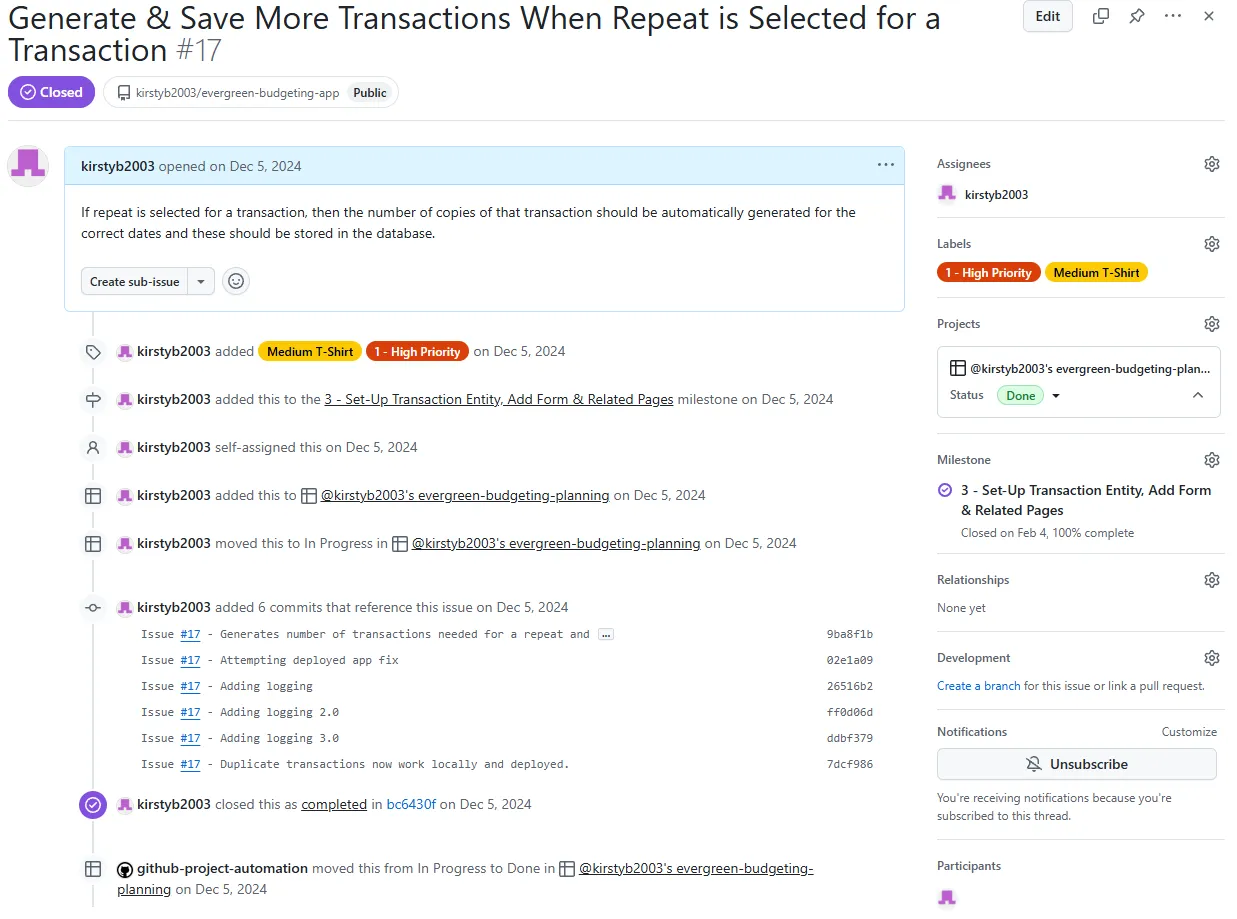 Generate & Save More Transactions When Repeat is Selected for a
Transaction #17
Edit
Closed
kirstyb2003/evergreen-budgeting-app Public
kirstyb2003 opened on Dec 5, 2024
If repeat is selected for a transaction, then the number of copies of that transaction should be automatically generated for the
correct dates and these should be stored in the database.
Create sub-issue
kirstyb2003 added Medium T-Shirt 1 - High Priority on Dec 5, 2024
kirstyb2003 added this to the 3 - Set-Up Transaction Entity, Add Form & Related Pages milestone on Dec 5, 2024
kirstyb2003 self-assigned this on Dec 5, 2024
kirstyb2003 added this to @kirstyb2003's evergreen-budgeting-planning on Dec 5, 2024
kirstyb2003 moved this to In Progress in @kirstyb2003's evergreen-budgeting-planning on Dec 5, 2024
kirstyb2003 added 6 commits that reference this issue on Dec 5, 2024
Issue #17 - Generates number of transactions needed for a repeat and ... 9ba8f1b
Issue #17 - Attempting deployed app fix 02e1a09
Issue #17 - Adding logging 26516b2
Issue #17 - Adding logging 2.0 ff0d06d
Issue #17 - Adding logging 3.0 ddbf379
Issue #17 - Duplicate transactions now work locally and deployed. 7dcf986
kirstyb2003 closed this as completed in bc6430f on Dec 5, 2024
github-project-automation moved this from In Progress to Done in @kirstyb2003's evergreen-budgeting-
planning on Dec 5, 2024
Assignees
kirstyb2003
Labels
1 - High Priority Medium T-Shirt
Projects
@kirstyb2003's evergreen-budgeting-plan...
Status Done
Milestone
3 - Set-Up Transaction Entity, Add Form
& Related Pages
Closed on Feb 4, 100% complete
Relationships
None yet
Development
Create a branch for this issue or link a pull request.
Notifications Customize
Unsubscribe
You're receiving notifications because you're
subscribed to this thread.
Participants